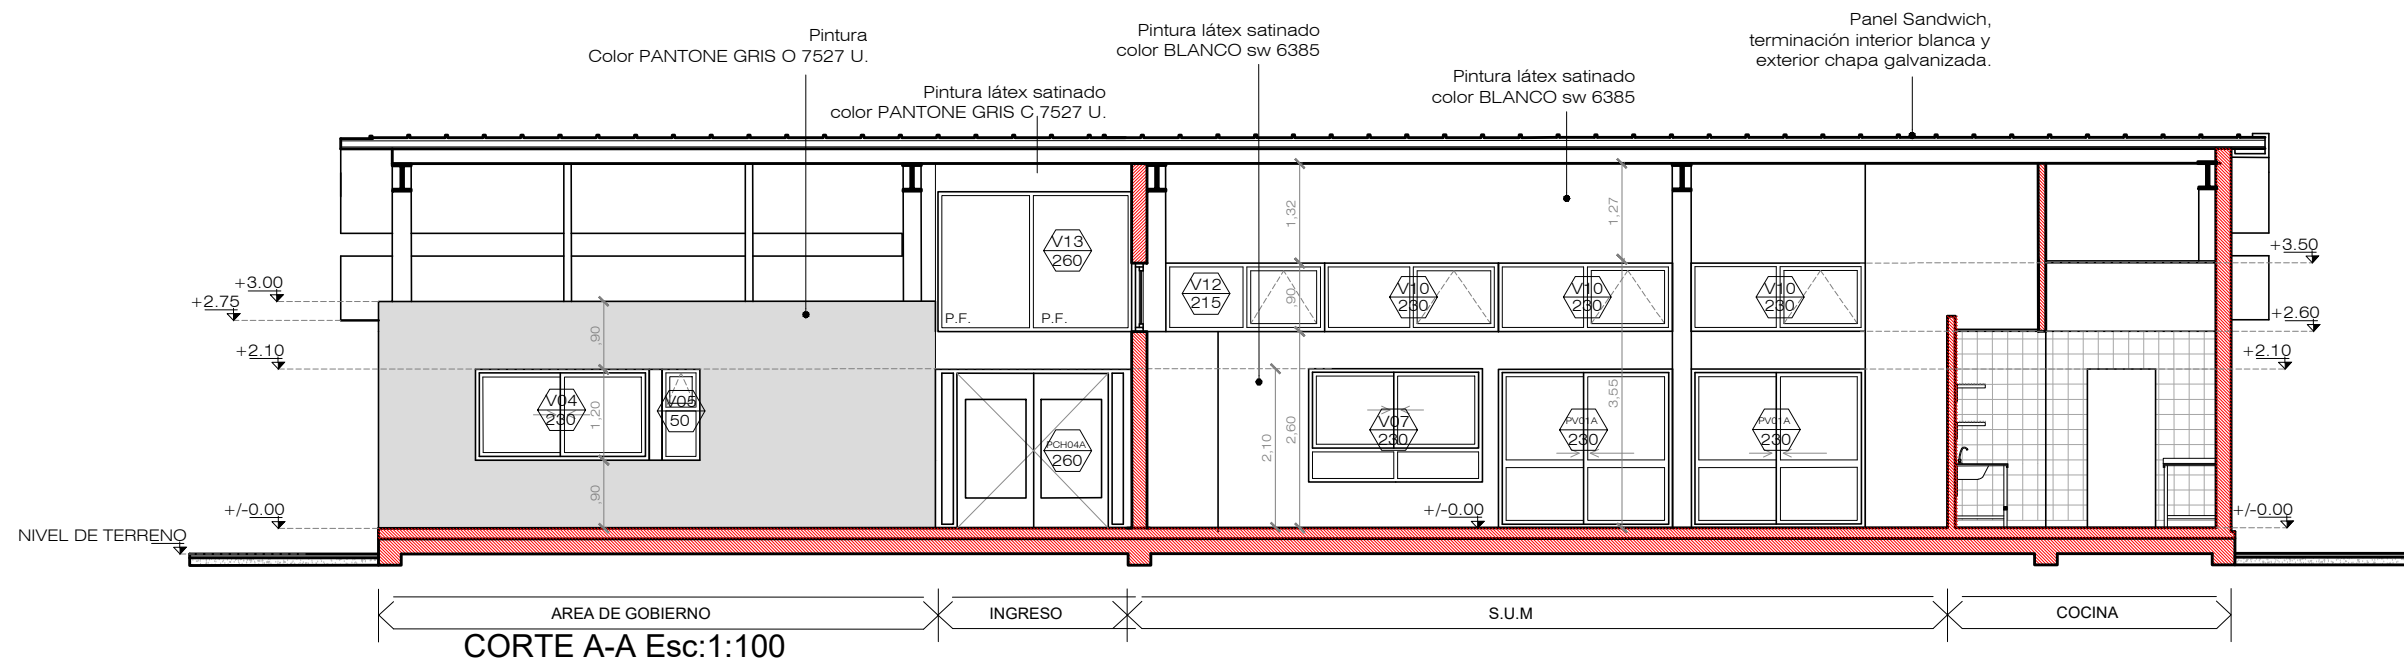 Pintura
Color PANTONE GRIS O 7527 U.
Pintura látex satinado
color PANTONE GRIS C 7527 U.
Pintura látex satinado
color BLANCO sw 6385
Pintura látex satinado
color BLANCO sw 6385
Panel Sandwich,
terminación interior blanca y
exterior chapa galvanizada.
+3.00
+2.75
+2.10
+/-0.00
NIVEL DE TERRENO
,90
1,20
,90
V04
230
V05
50
V13
260
P.F.
P.F.
PCH04A
260
1,32
,90
2,60
2,10
1,27
3,55
V12
215
V10
230
V10
230
V10
230
V07
230
PV01A
230
PV01A
230
+/-0.00
+3.50
+2.60
+2.10
+/-0.00
AREA DE GOBIERNO
INGRESO
S.U.M
COCINA
CORTE A-A Esc:1:100